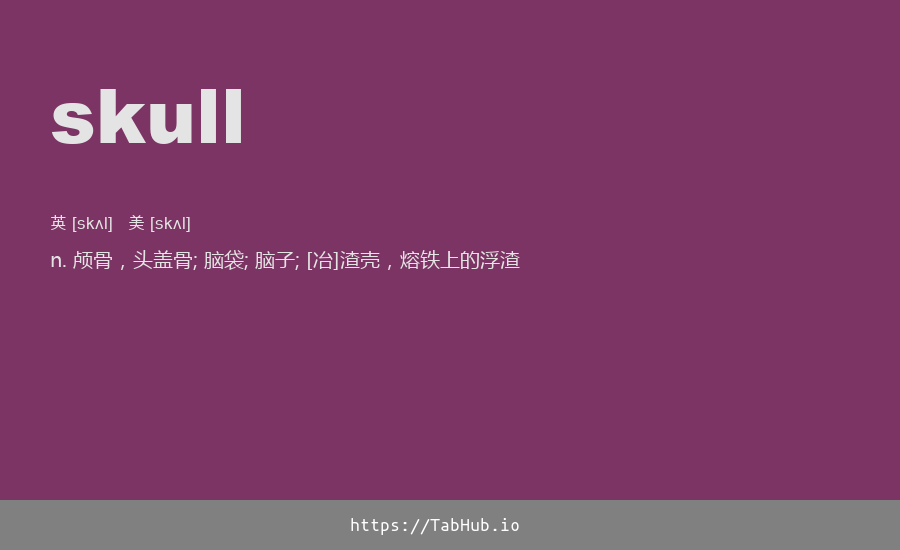 skull
英 [skʌl] 美 [skʌl]
n. 颅骨，头盖骨; 脑袋; 脑子; [冶]渣壳，熔铁上的浮渣
https://TabHub.io